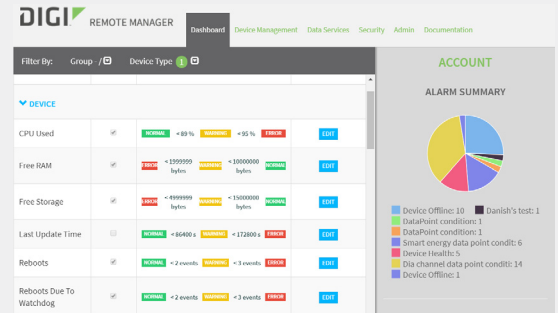 DIGI REMOTE MANAGER
Dashboard Device Management Data Services Security Admin Documentation
Filter By: Group - / Device Type 1
ACCOUNT
ALARM SUMMARY
DEVICE
CPU Used NORMAL <89 % WARNING <95 % ERROR EDIT
Free RAM ERROR <1999999 bytes WARNING <10000000 bytes NORMAL EDIT
Free Storage ERROR <4999999 bytes WARNING <15000000 bytes NORMAL EDIT
Last Update Time NORMAL <86400 s WARNING <172800 s ERROR EDIT
Reboots NORMAL <2 events WARNING <3 events ERROR EDIT
Reboots Due To
Watchdog NORMAL <2 events WARNING <3 events ERROR EDIT
Device Offline: 10 Danish's test: 1
DataPoint condition: 1
DataPoint condition: 1
Smart energy data point condit: 6
Device Health: 5
Dia channel data point conditi: 14
Device Offline: 1